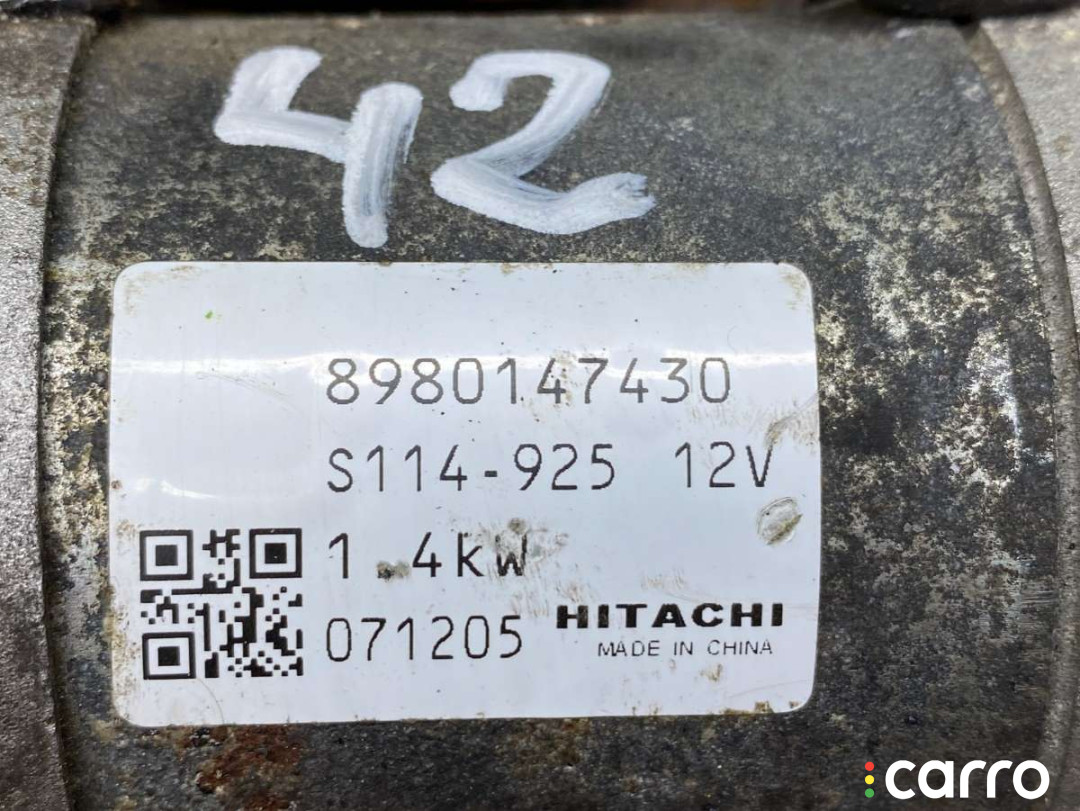 42
8980147430
S114-925 12V
1.4kW
071205 HITACHI
MADE IN CHINA
carro